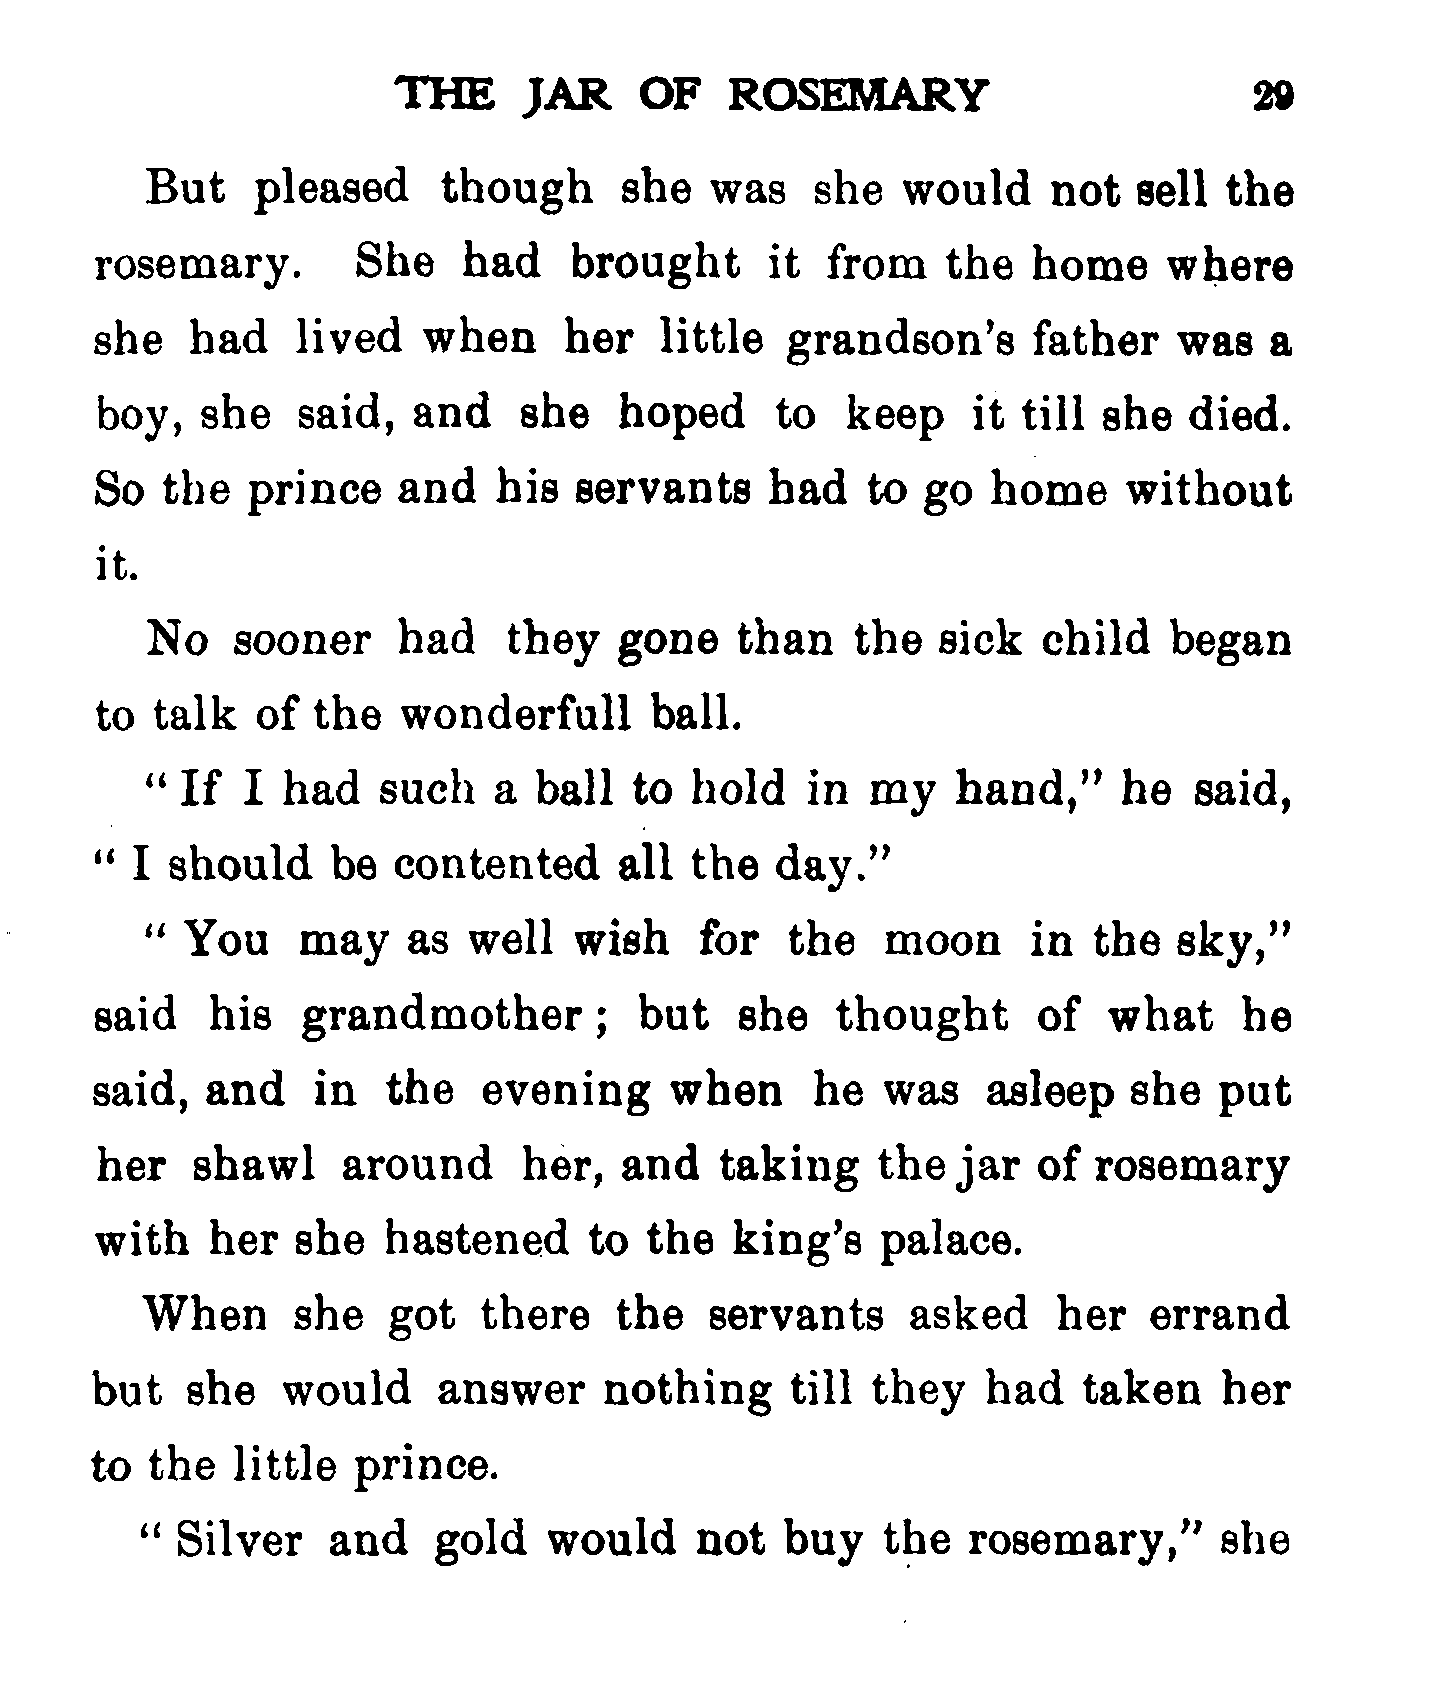 THE JAR OF ROSEMARY 29
But pleased though she was she would not sell the
rosemary. She had brought it from the home where
she had lived when her little grandson's father was a
boy, she said, and she hoped to keep it till she died.
So the prince and his servants had to go home without
it.
No sooner had they gone than the sick child began
to talk of the wonderfull ball.
“ If I had such a ball to hold in my hand,” he said,
“ I should be contented all the day.”
“ You may as well wish for the moon in the sky,”
said his grandmother ; but she thought of what he
said, and in the evening when he was asleep she put
her shawl around her, and taking the jar of rosemary
with her she hastened to the king's palace.
When she got there the servants asked her errand
but she would answer nothing till they had taken her
to the little prince.
“ Silver and gold would not buy the rosemary,” she